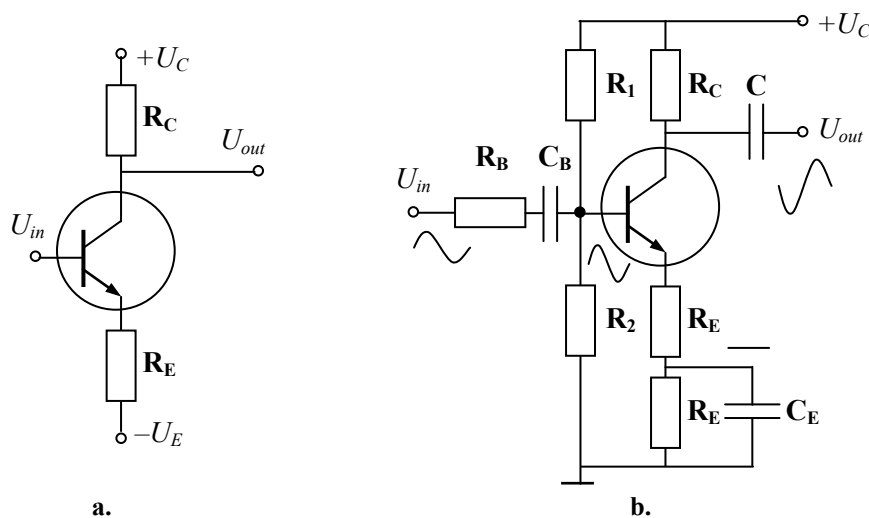 +U_C
R_C
U_out
U_in
R_E
–U_E
a.
+U_C
R_1
R_C
C
U_out
R_B
C_B
U_in
R_2
R_E
R_E
C_E
b.